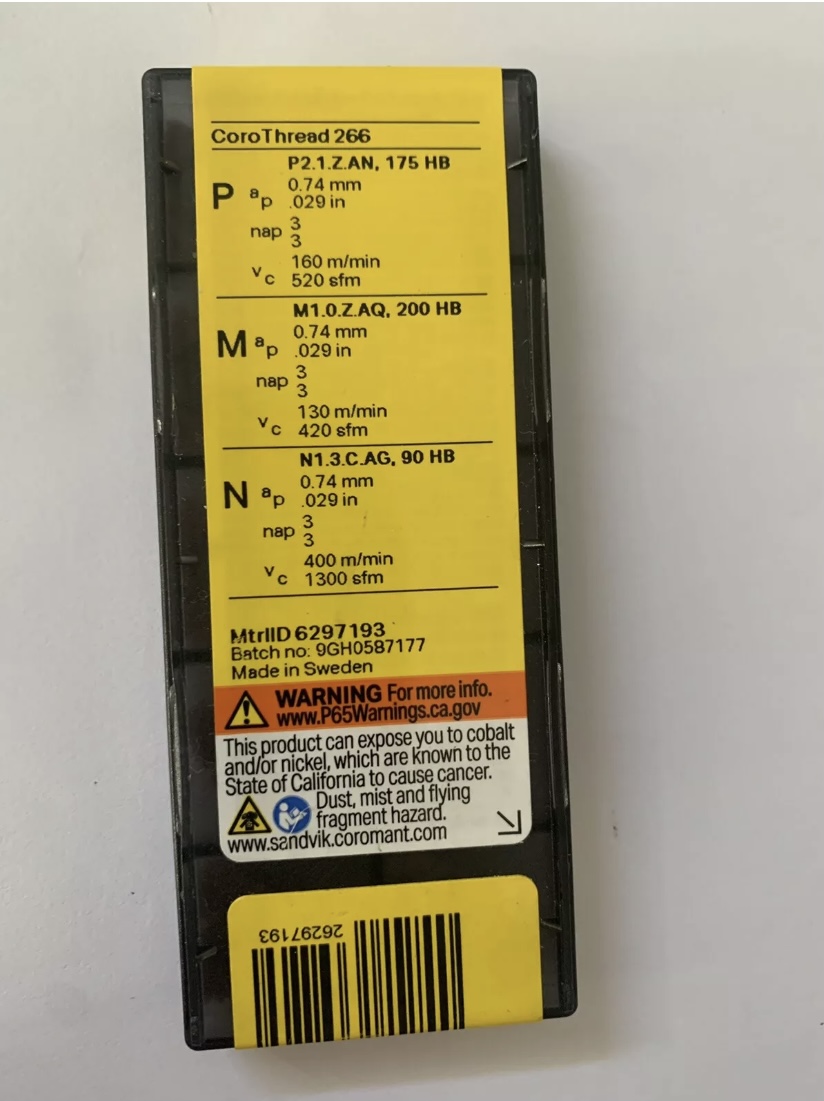 CoroThread 266
P2.1.Z.AN, 175 HB
P ap 0.74 mm
.029 in
nap 3
3
vc 160 m/min
520 sfm
M1.0.Z.AQ, 200 HB
M ap 0.74 mm
.029 in
nap 3
3
vc 130 m/min
420 sfm
N1.3.C.AG, 90 HB
N ap 0.74 mm
.029 in
nap 3
3
vc 400 m/min
1300 sfm
MtrlID 6297193
Batch no: 9GH0587177
Made in Sweden
WARNING For more info.
www.P65Warnings.ca.gov
This product can expose you to cobalt
and/or nickel, which are known to the
State of California to cause cancer.
Dust, mist and flying
fragment hazard.
www.sandvik.coromant.com
26297193